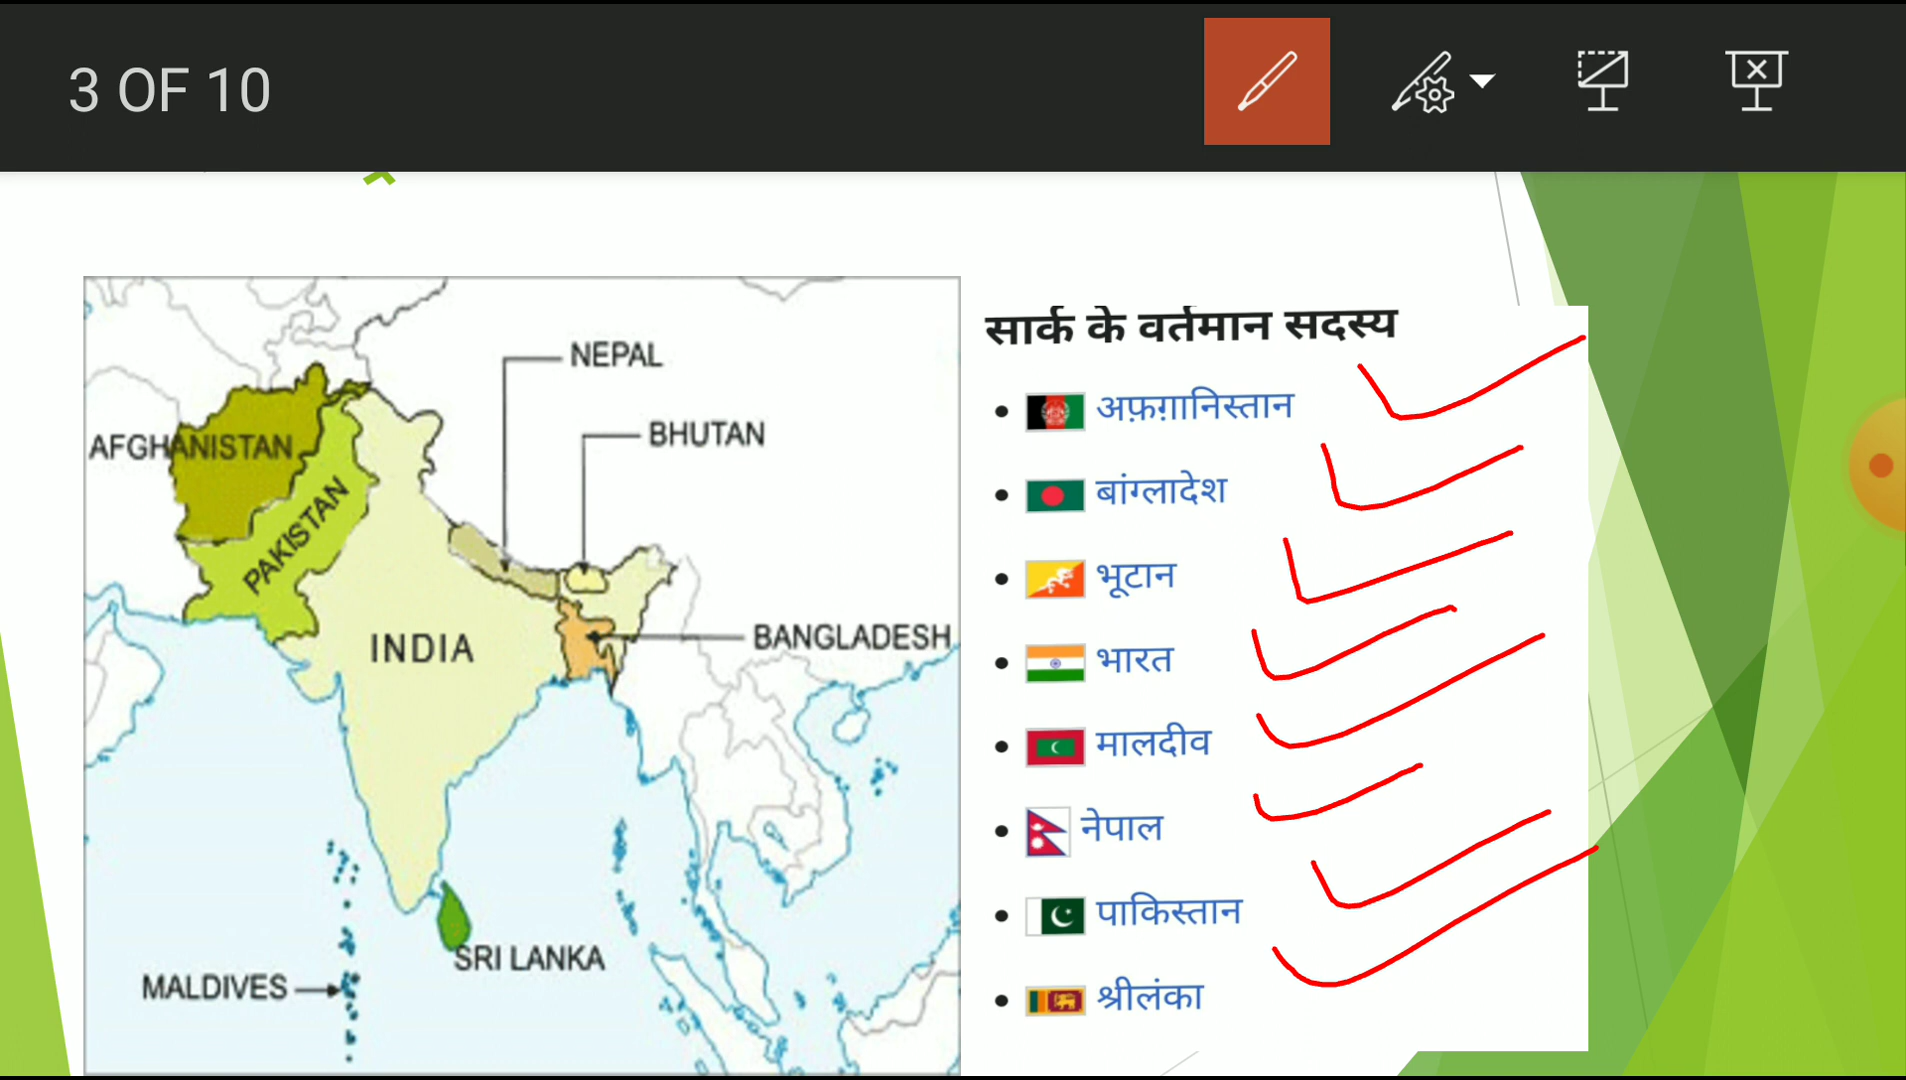 3 OF 10
NEPAL
BHUTAN
AFGHANISTAN
PAKISTAN
INDIA
BANGLADESH
SRI LANKA
MALDIVES
सार्क के वर्तमान सदस्य
अफ़ग़ानिस्तान
बांग्लादेश
भूटान
भारत
मालदीव
नेपाल
पाकिस्तान
श्रीलंका